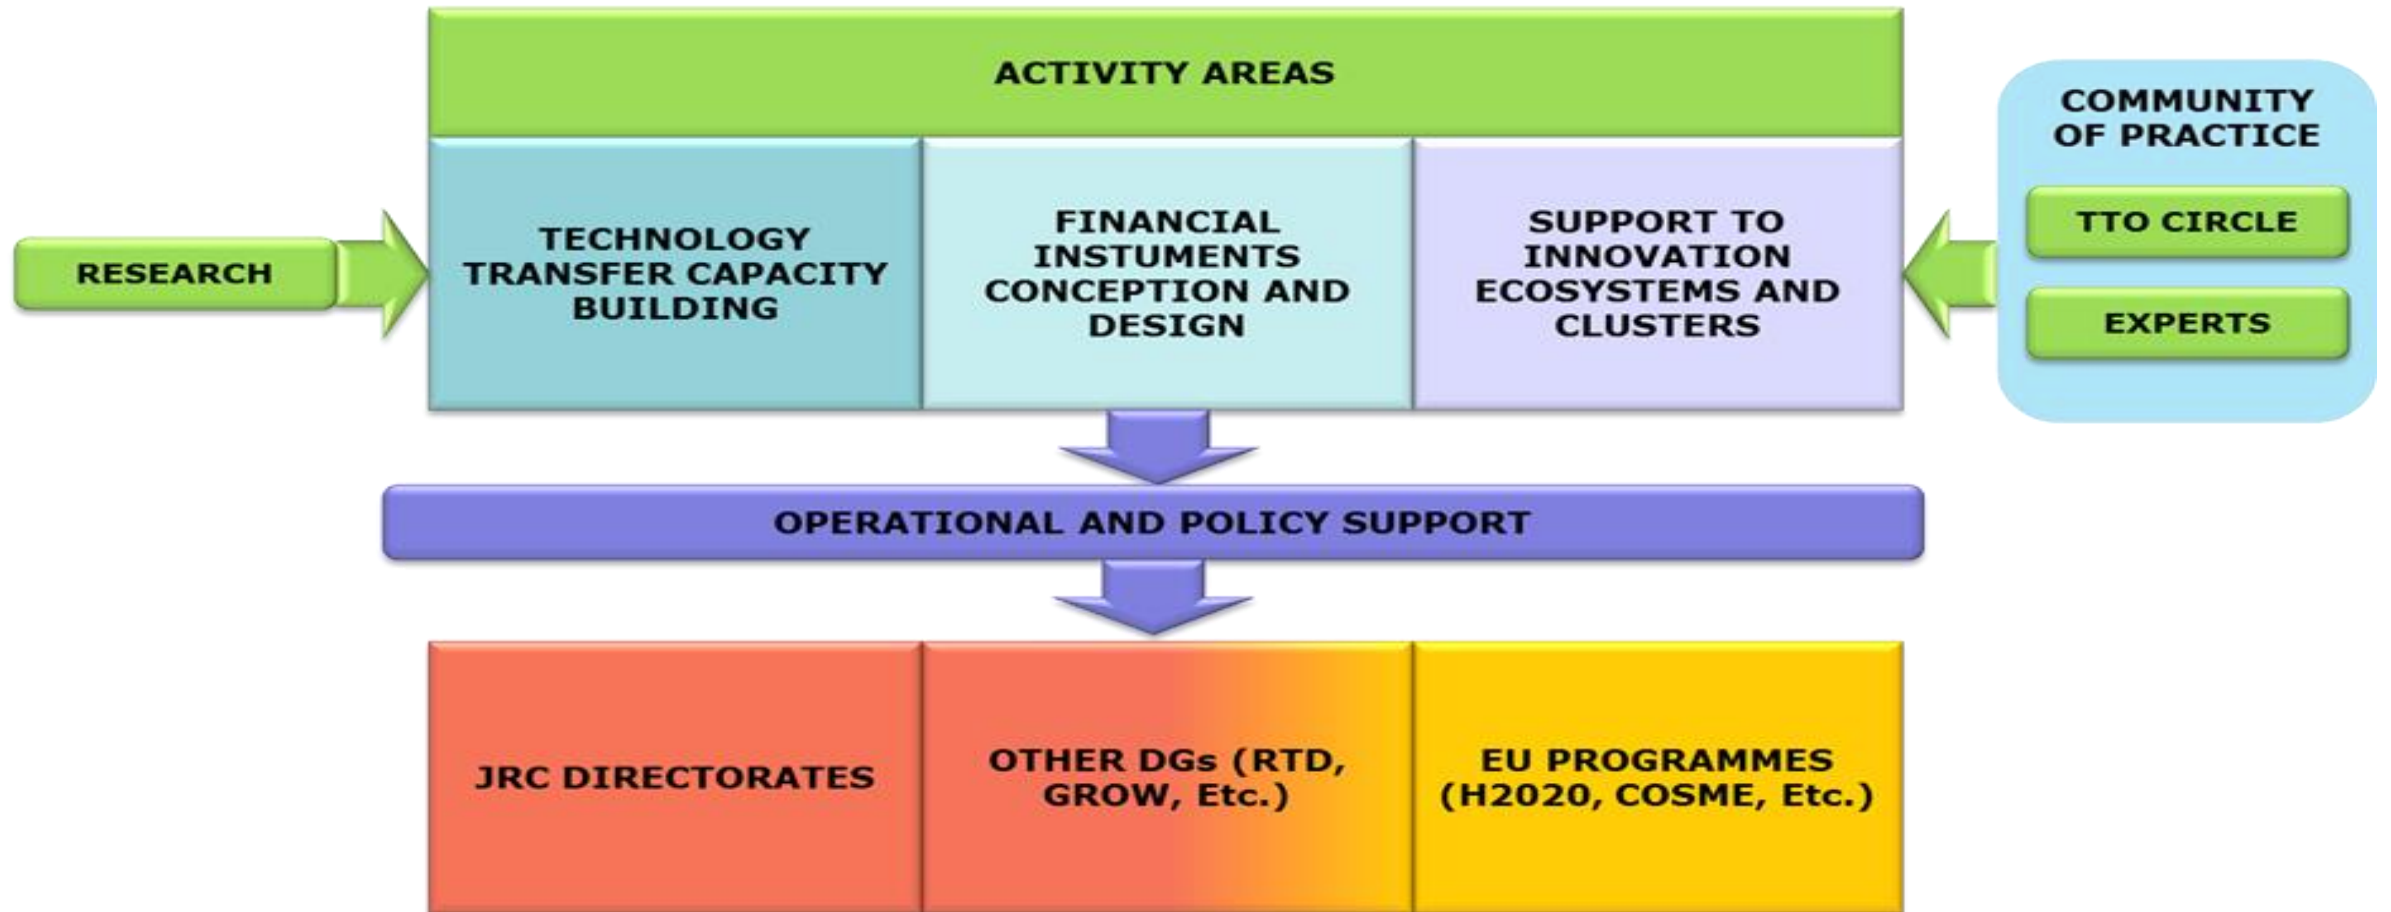 ACTIVITY AREAS
RESEARCH
TECHNOLOGY
TRANSFER CAPACITY
BUILDING
FINANCIAL
INSTUMENTS
CONCEPTION AND
DESIGN
SUPPORT TO
INNOVATION
ECOSYSTEMS AND
CLUSTERS
COMMUNITY
OF PRACTICE
TTO CIRCLE
EXPERTS
OPERATIONAL AND POLICY SUPPORT
JRC DIRECTORATES
OTHER DGs (RTD,
GROW, Etc.)
EU PROGRAMMES
(H2020, COSME, Etc.)